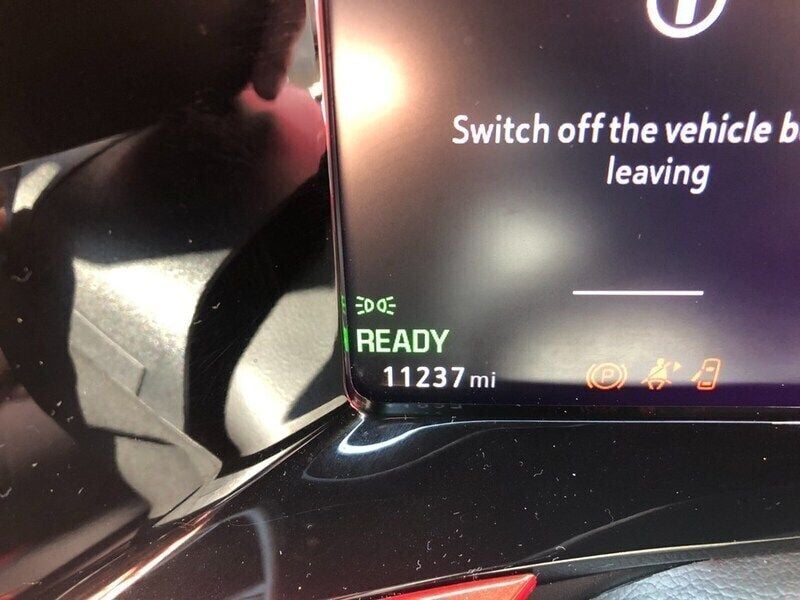 Switch off the vehicle
leaving
READY
11237 mi
P